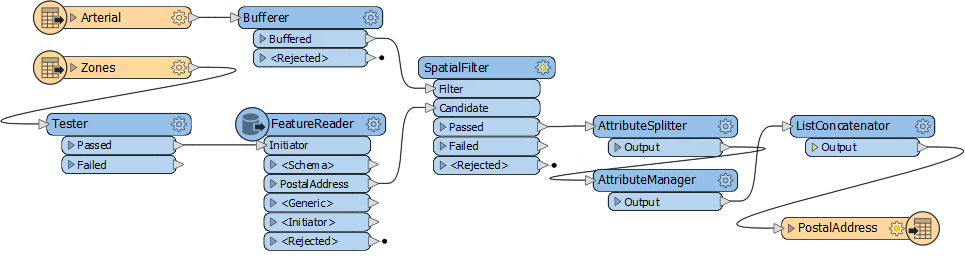 Arterial
Bufferer
Buffered
<Rejected>
Zones
Tester
Passed
Failed
FeatureReader
Initiator
<Schema>
PostalAddress
<Generic>
<Initiator>
<Rejected>
SpatialFilter
Filter
Candidate
Passed
Failed
<Rejected>
AttributeSplitter
Output
AttributeManager
Output
ListConcatenator
Output
PostalAddress